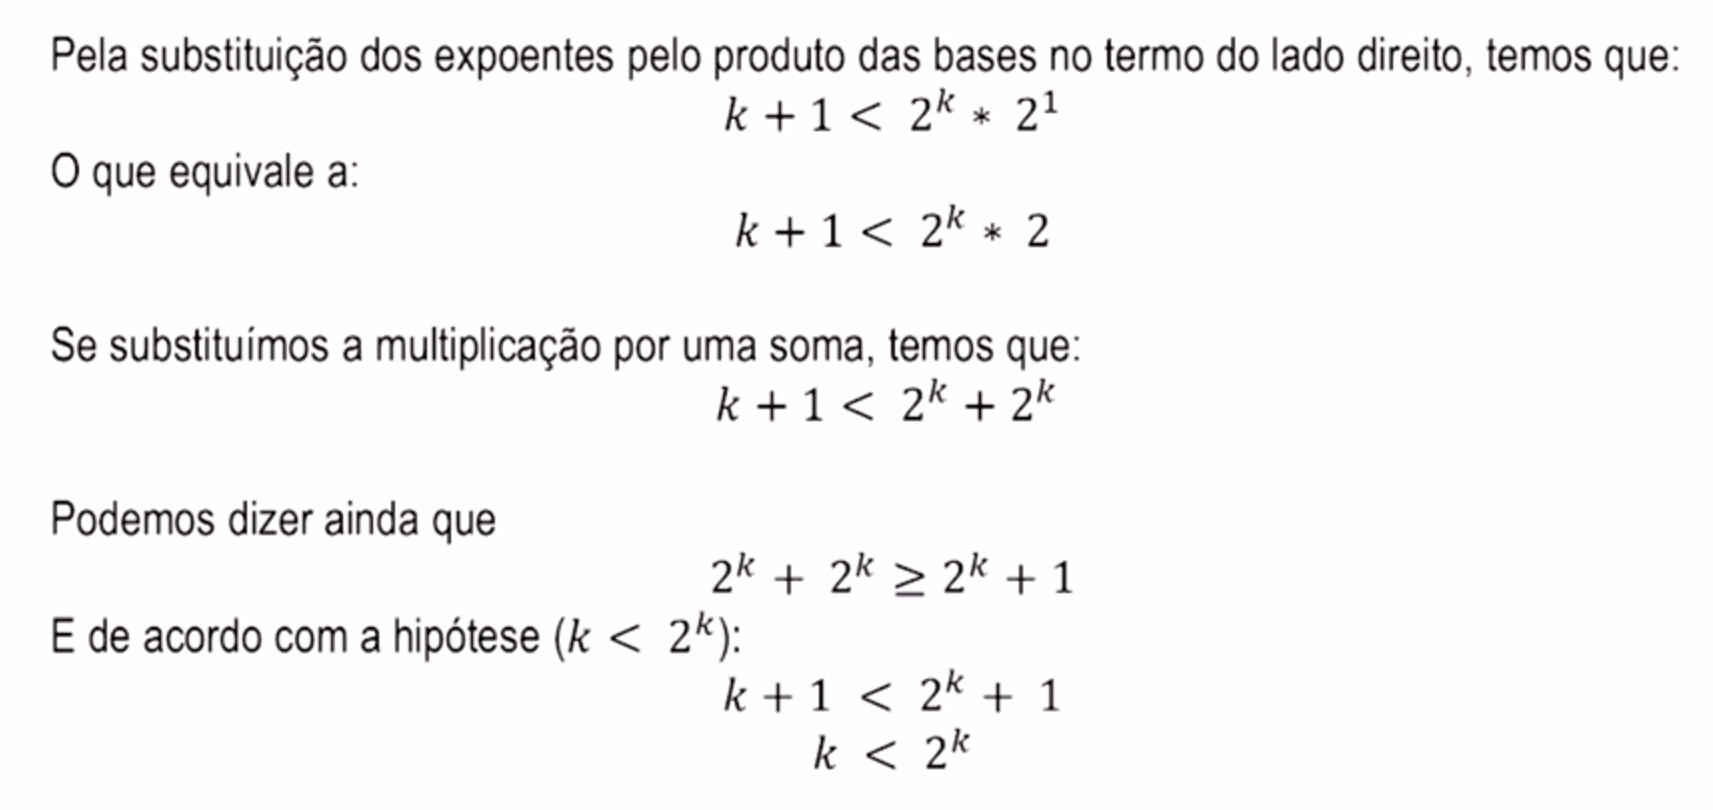 Pela substituição dos expoentes pelo produto das bases no termo do lado direito, temos que:
k + 1 < 2^k * 2^1
O que equivale a:
k + 1 < 2^k * 2
Se substituímos a multiplicação por uma soma, temos que:
k + 1 < 2^k + 2^k
Podemos dizer ainda que
2^k + 2^k ≥ 2^k + 1
E de acordo com a hipótese (k < 2^k):
k + 1 < 2^k + 1
k < 2^k